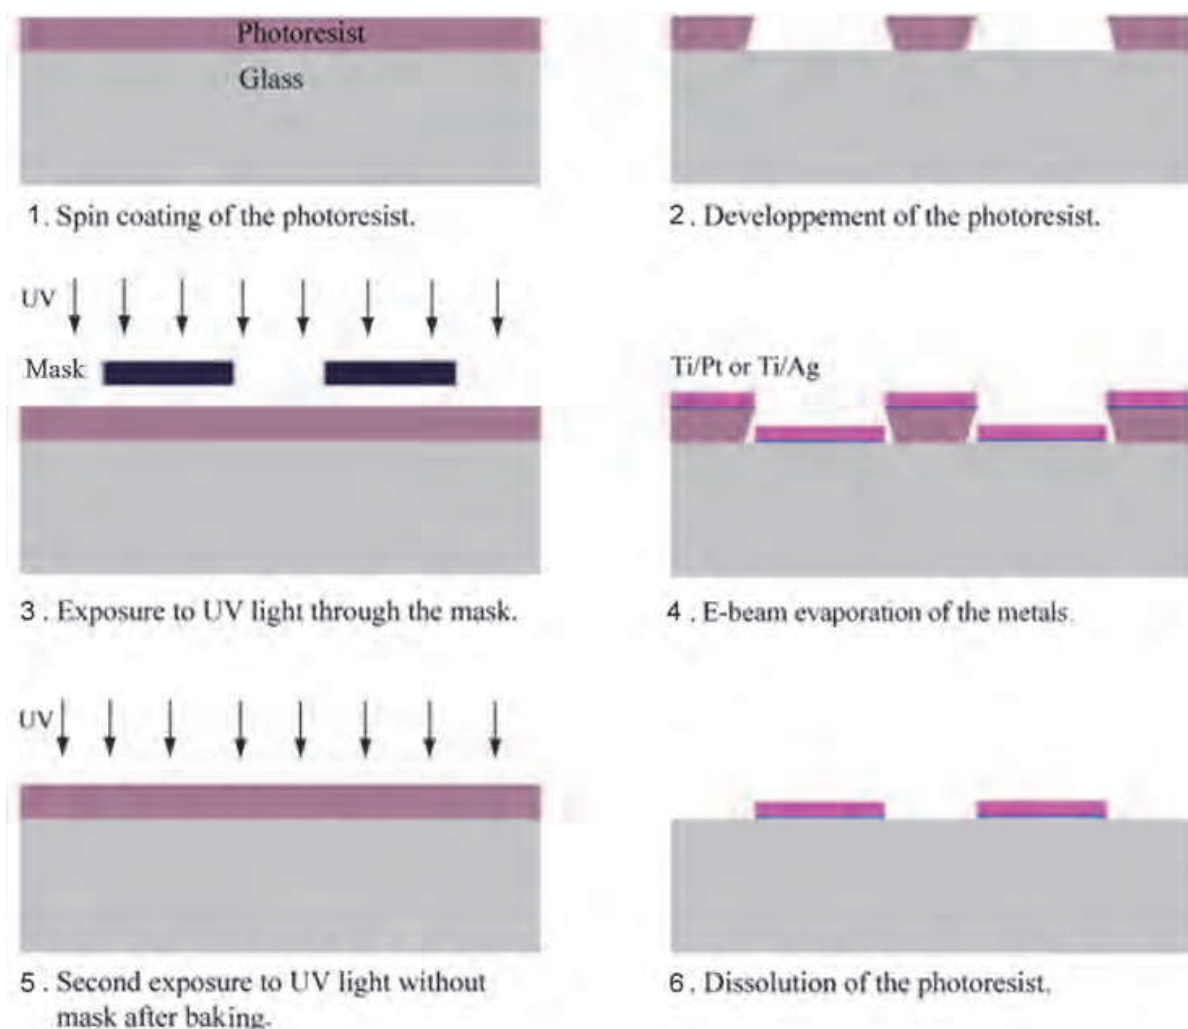 Photoresist
Glass
1. Spin coating of the photoresist.
2. Developpement of the photoresist.
UV
Mask
3. Exposure to UV light through the mask.
Ti/Pt or Ti/Ag
4. E-beam evaporation of the metals.
UV
5. Second exposure to UV light without
mask after baking.
6. Dissolution of the photoresist.